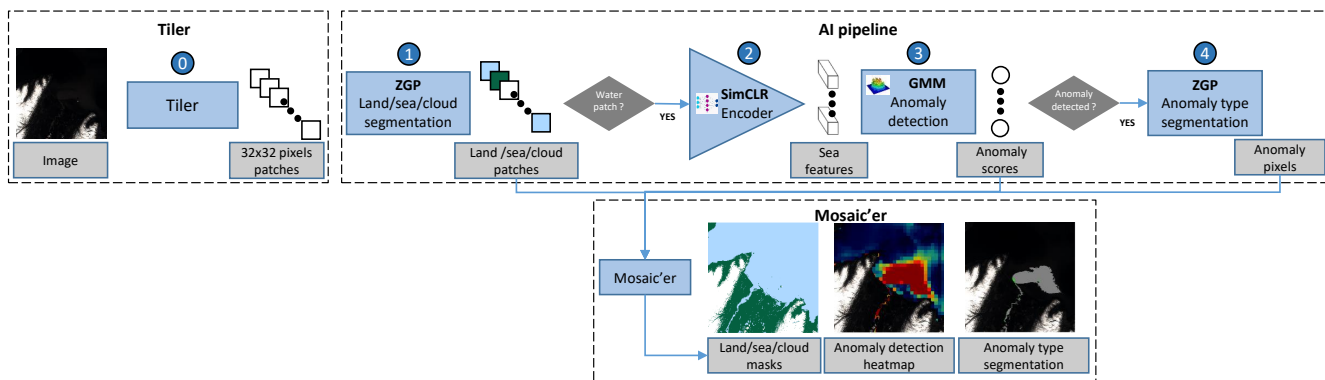 Tiler
0
Tiler
Image
32x32 pixels
patches
AI pipeline
1
ZGP
Land/sea/cloud
segmentation
Land /sea/cloud
patches
Water
patch ?
YES
2
SimCLR
Encoder
Sea
features
3
GMM
Anomaly
detection
Anomaly
scores
Anomaly
detected ?
YES
4
ZGP
Anomaly type
segmentation
Anomaly
pixels
Mosaic’er
Mosaic’er
Land/sea/cloud
masks
Anomaly detection
heatmap
Anomaly type
segmentation